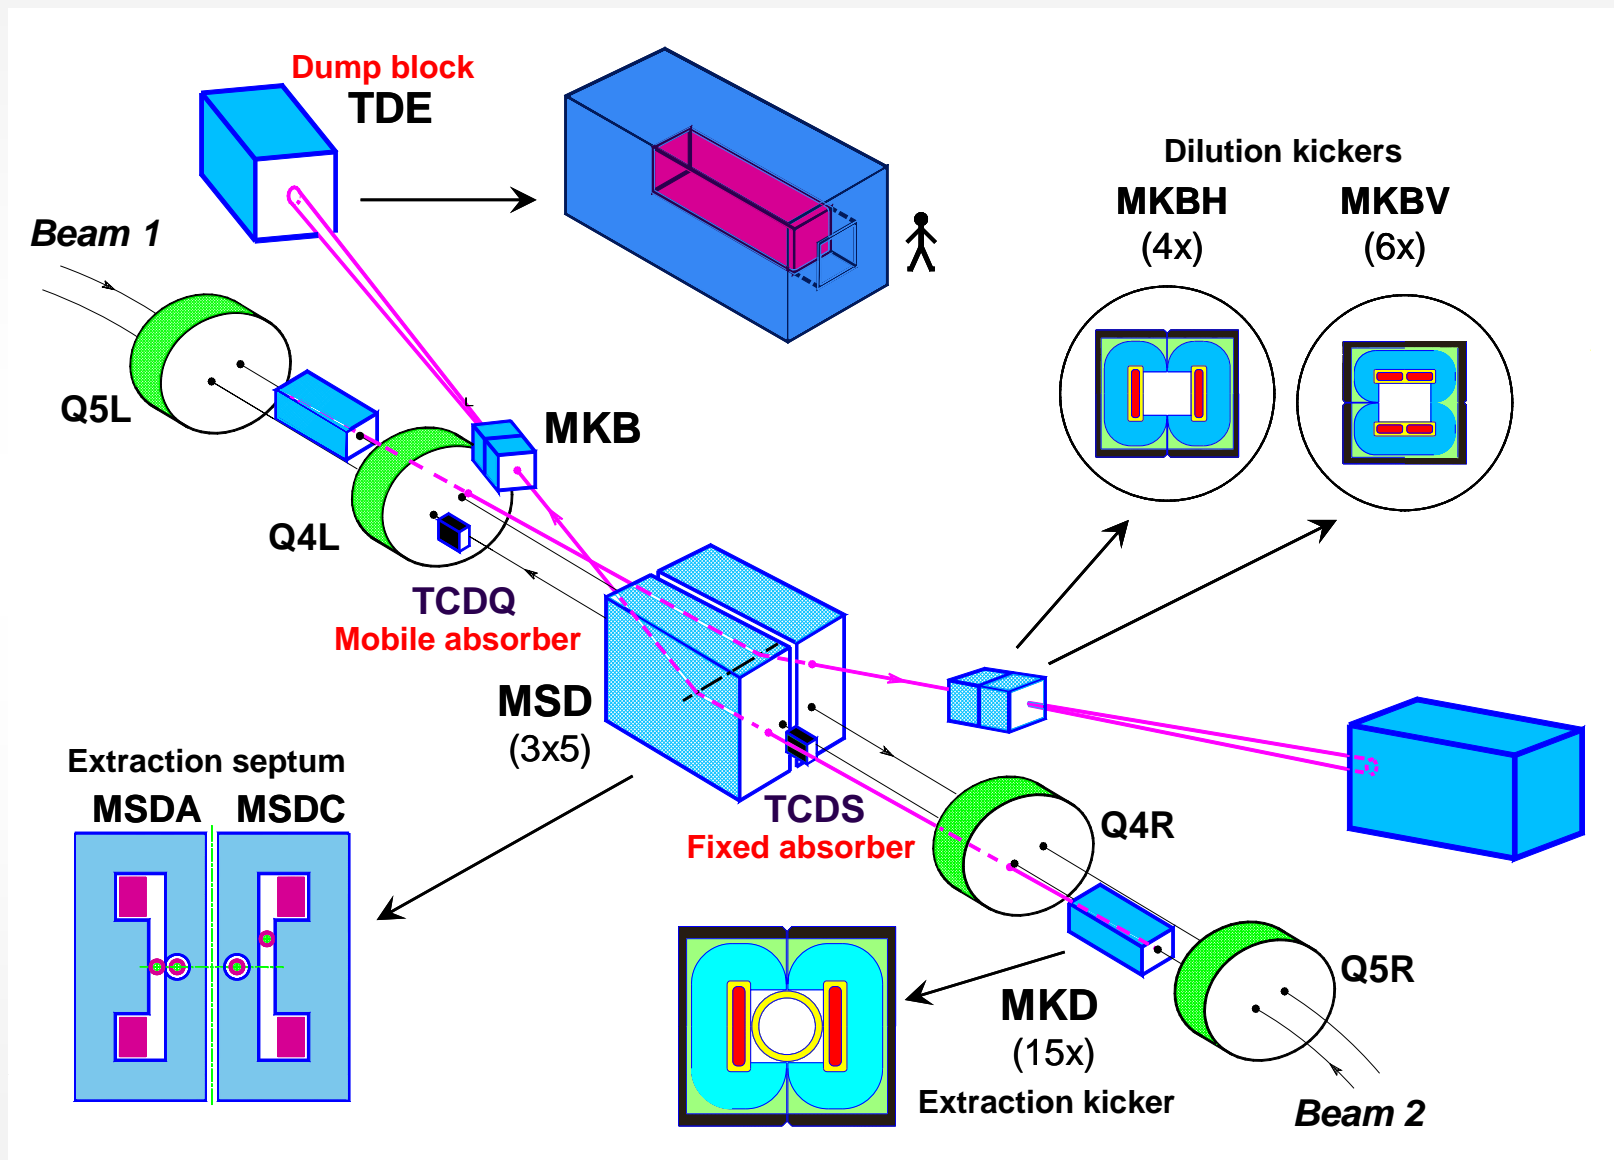 Dump block
TDE
Beam 1
Dilution kickers
MKBH
(4x)
MKBV
(6x)
Q5L
MKB
Q4L
TCDQ
Mobile absorber
MSD
(3x5)
Extraction septum
MSDA
MSDC
TCDS
Fixed absorber
Q4R
Q5R
MKD
(15x)
Extraction kicker
Beam 2